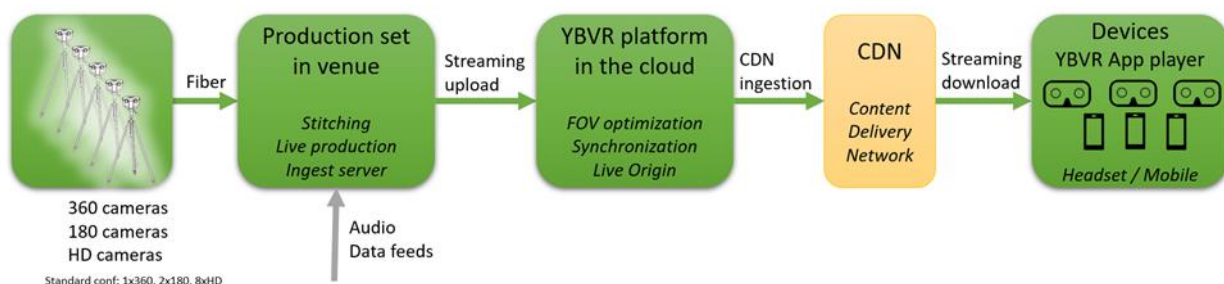 Fiber
360 cameras
180 cameras
HD cameras
Standard conf: 1x360, 2x180, 8xHD
Production set
in venue
Stitching
Live production
Ingest server
Audio
Data feeds
Streaming
upload
YBVR platform
in the cloud
FOV optimization
Synchronization
Live Origin
CDN
ingestion
CDN
Content
Delivery
Network
Streaming
download
Devices
YBVR App player
Headset / Mobile